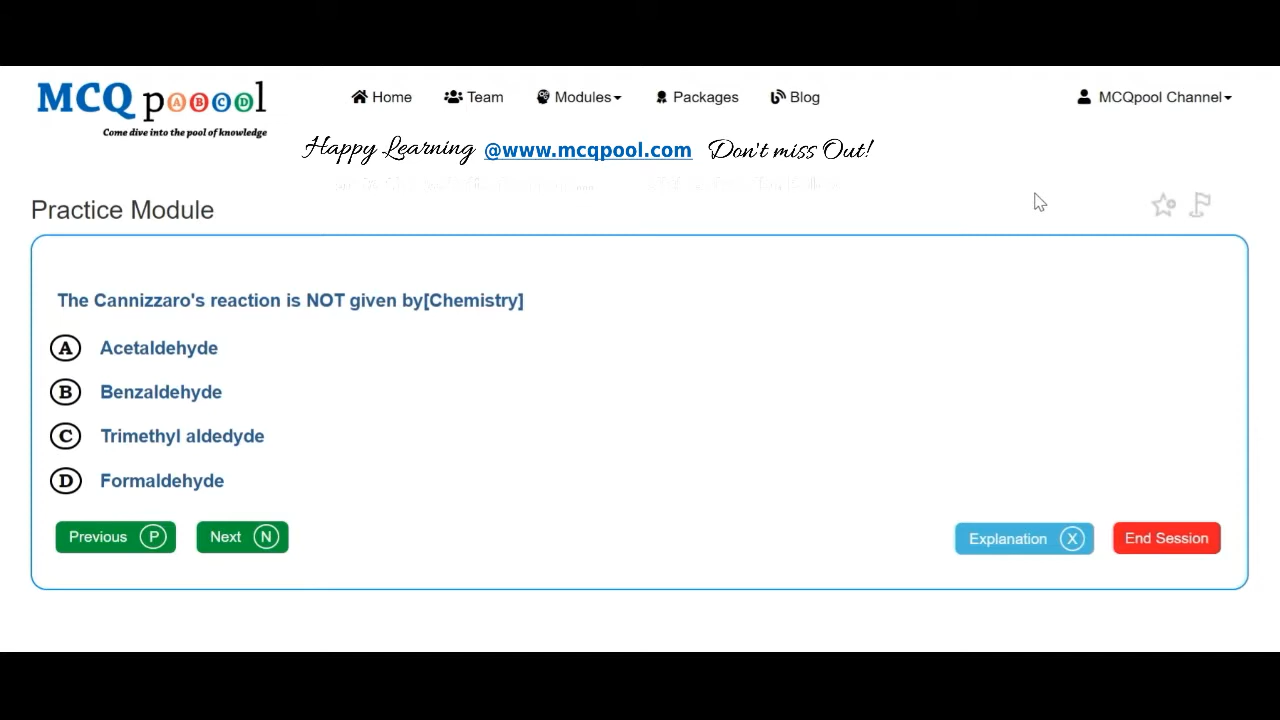 MCQ pooool
Come dive into the pool of knowledge
Home Team Modules Packages Blog MCQpool Channel
Happy Learning @www.mcqpool.com Don't miss Out!
Practice Module
The Cannizzaro's reaction is NOT given by[Chemistry]
A Acetaldehyde
B Benzaldehyde
C Trimethyl aldedyde
D Formaldehyde
Previous P Next N Explanation X End Session